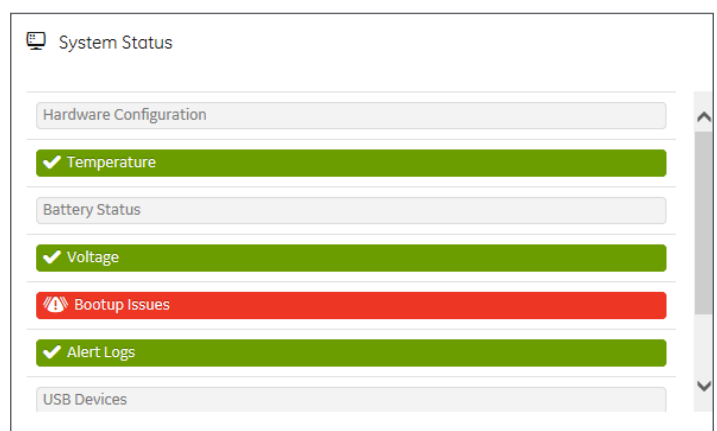 System Status
Hardware Configuration
Temperature
Battery Status
Voltage
Bootup Issues
Alert Logs
USB Devices